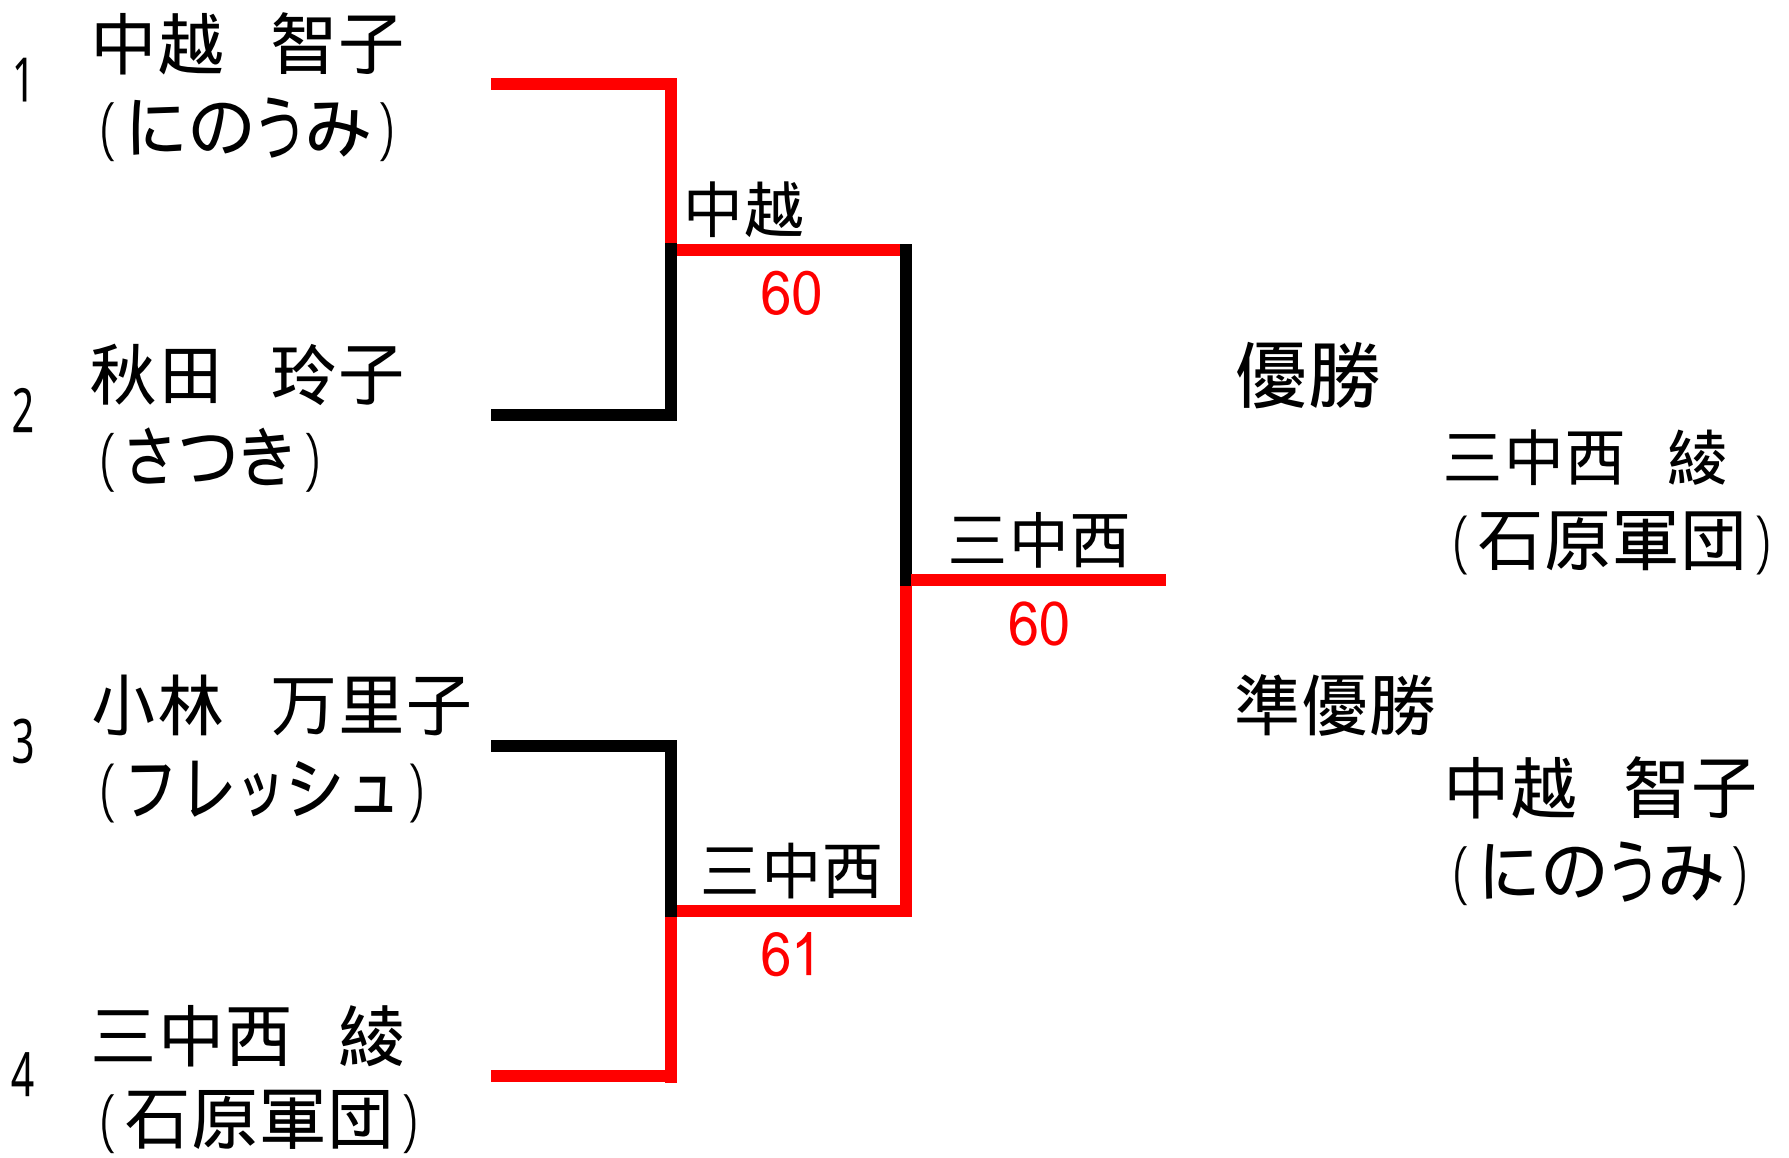 1
中越 智子
(にのうみ)
中越
60
2
秋田 玲子
(さつき)
優勝
三中西 綾
(石原軍団)
三中西
60
3
小林 万里子
(フレッシュ)
準優勝
中越 智子
(にのうみ)
三中西
61
4
三中西 綾
(石原軍団)